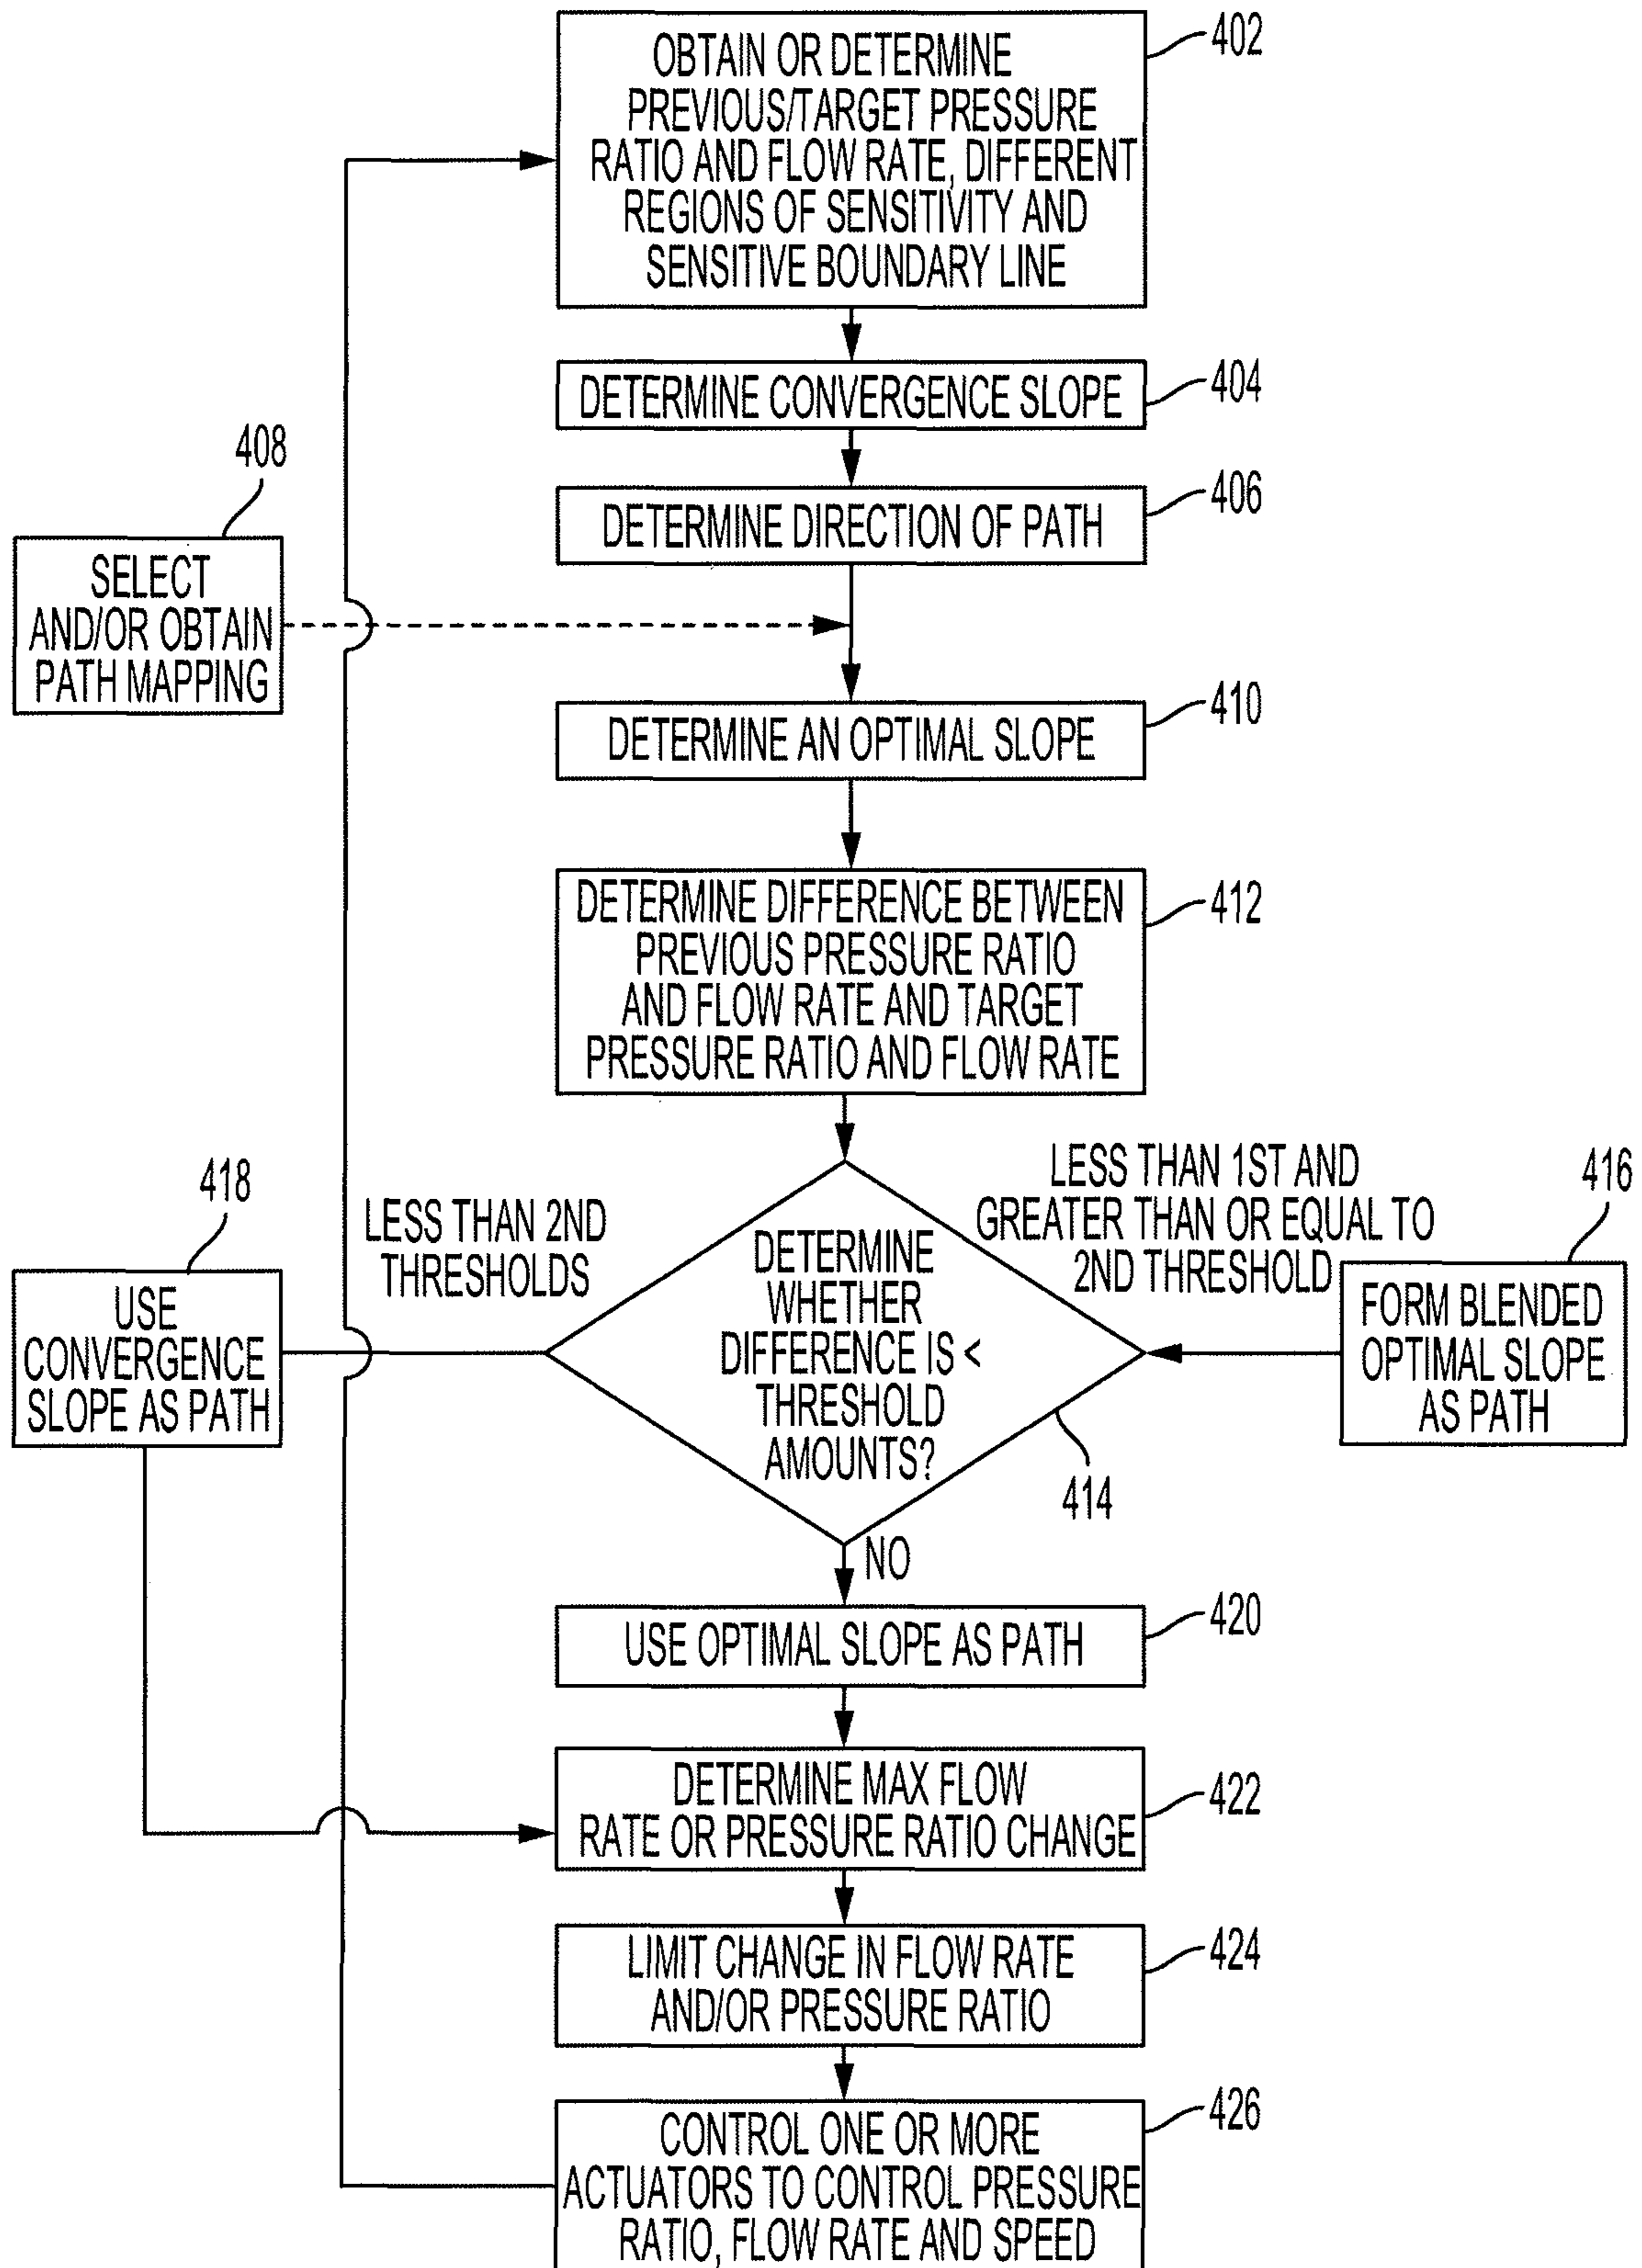 OBTAIN OR DETERMINE
PREVIOUS/TARGET PRESSURE
RATIO AND FLOW RATE, DIFFERENT
REGIONS OF SENSITIVITY AND
SENSITIVE BOUNDARY LINE
402
DETERMINE CONVERGENCE SLOPE
404
DETERMINE DIRECTION OF PATH
406
408
SELECT
AND/OR OBTAIN
PATH MAPPING
DETERMINE AN OPTIMAL SLOPE
410
DETERMINE DIFFERENCE BETWEEN
PREVIOUS PRESSURE RATIO
AND FLOW RATE AND TARGET
PRESSURE RATIO AND FLOW RATE
412
DETERMINE
WHETHER
DIFFERENCE IS <
THRESHOLD
AMOUNTS?
414
LESS THAN 1ST AND
GREATER THAN OR EQUAL TO
2ND THRESHOLD
416
FORM BLENDED
OPTIMAL SLOPE
AS PATH
LESS THAN 2ND
THRESHOLDS
418
USE
CONVERGENCE
SLOPE AS PATH
NO
USE OPTIMAL SLOPE AS PATH
420
DETERMINE MAX FLOW
RATE OR PRESSURE RATIO CHANGE
422
LIMIT CHANGE IN FLOW RATE
AND/OR PRESSURE RATIO
424
CONTROL ONE OR MORE
ACTUATORS TO CONTROL PRESSURE
RATIO, FLOW RATE AND SPEED
426